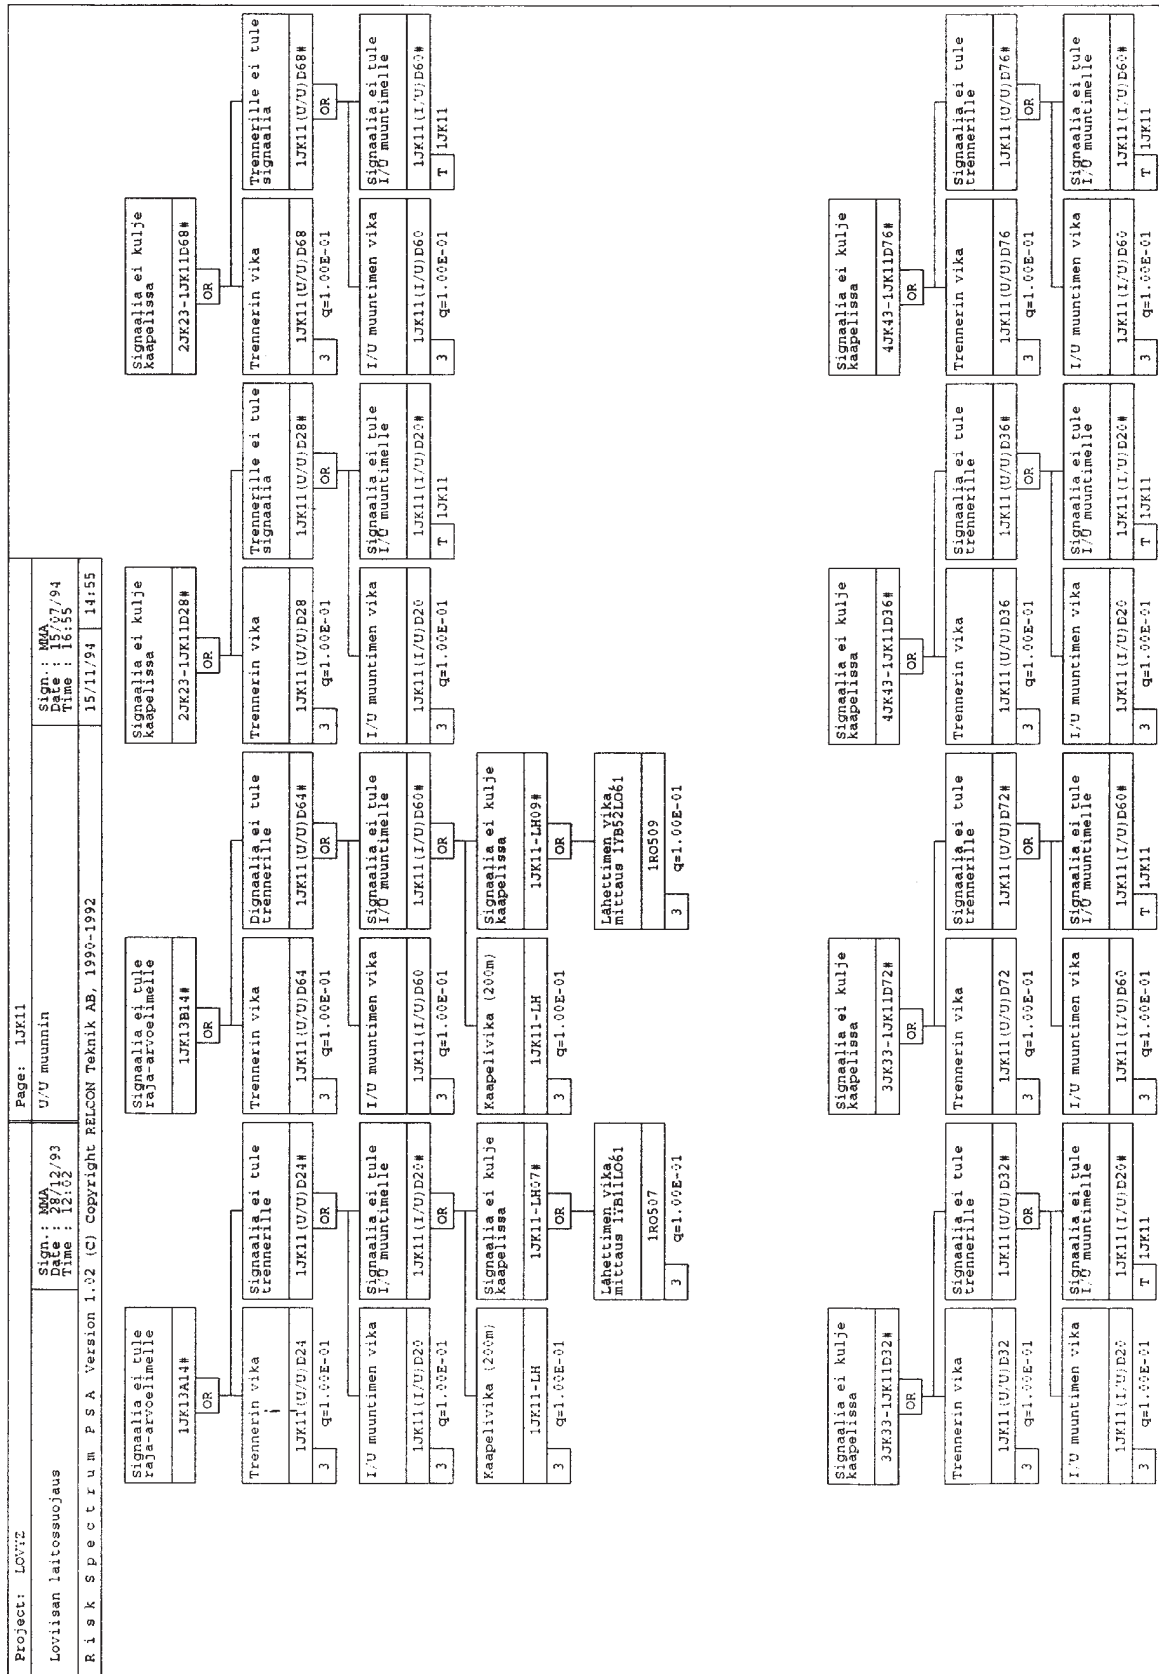 Project: LOVYZ
Page: 1JK11
Loviisan laitossuojaus
Sign.: MMA
Date : 28/12/93
Time : 12:02
U/U muunnin
Sign.: MMA
Date : 15/07/94
Time : 16:55
Risk Spectrum PSA Version 1.02 (C) Copyright RELCON Teknik AB, 1990-1992
15/11/94
14:55
Signaalia ei tule
raja-arvoelimelle
1JK13A14#
OR
Trennerin vika
1JK11(U/U)D24
3
q=1.00E-01
Signaalia ei tule
trennerille
1JK11(U/U)D24#
OR
I/U muuntimen vika
1JK11(I/U)D20
3
q=1.00E-01
Signaalia ei tule
I/U muuntimelle
1JK11(I/U)D20#
OR
Kaapelivika (200m)
1JK11-LH
3
q=1.00E-01
Signaalia ei kulje
kaapelissa
1JK11-LH07#
OR
Lähettimen vika
mittaus 1YB11L061
1RO507
3
q=1.00E-01
Signaalia ei tule
raja-arvoelimelle
1JK13B14#
OR
Trennerin vika
1JK11(U/U)D64
3
q=1.00E-01
Dignaalia ei tule
trennerille
1JK11(U/U)D64#
OR
I/U muuntimen vika
1JK11(I/U)D60
3
q=1.00E-01
Signaalia ei tule
I/U muuntimelle
1JK11(I/U)D60#
OR
Kaapelivika (200m)
1JK11-LH
3
q=1.00E-01
Signaalia ei kulje
kaapelissa
1JK11-LH09#
OR
Lähettimen vika
mittaus 1YB52L061
1RO509
3
q=1.00E-01
Signaalia ei kulje
kaapelissa
2JK23-1JK11D28#
OR
Trennerin vika
1JK11(U/U)D28
3
q=1.00E-01
Trennerille ei tule
signaalia
1JK11(U/U)D28#
OR
I/U muuntimen vika
1JK11(I/U)D20
3
q=1.00E-01
Signaalia ei tule
I/U muuntimelle
1JK11(I/U)D20#
T
1JK11
Signaalia ei kulje
kaapelissa
2JK23-1JK11D68#
OR
Trennerin vika
1JK11(U/U)D68
3
q=1.00E-01
Trennerille ei tule
signaalia
1JK11(U/U)D68#
OR
I/U muuntimen vika
1JK11(I/U)D60
3
q=1.00E-01
Signaalia ei tule
I/U muuntimelle
1JK11(I/U)D60#
T
1JK11
Signaalia ei kulje
kaapelissa
3JK33-1JK11D32#
OR
Trennerin vika
1JK11(U/U)D32
3
q=1.00E-01
Signaalia ei tule
trennerille
1JK11(U/U)D32#
OR
I/U muuntimen vika
1JK11(I/U)D20
3
q=1.00E-01
Signaalia ei tule
I/U muuntimelle
1JK11(I/U)D20#
T
1JK11
Signaalia ei kulje
kaapelissa
3JK33-1JK11D72#
OR
Trennerin vika
1JK11(U/U)D72
3
q=1.00E-01
Signaalia ei tule
trennerille
1JK11(U/U)D72#
OR
I/U muuntimen vika
1JK11(I/U)D60
3
q=1.00E-01
Signaalia ei tule
I/U muuntimelle
1JK11(I/U)D60#
T
1JK11
Signaalia ei kulje
kaapelissa
4JK43-1JK11D36#
OR
Trennerin vika
1JK11(U/U)D36
3
q=1.00E-01
Signaalia ei tule
trennerille
1JK11(U/U)D36#
OR
I/U muuntimen vika
1JK11(I/U)D20
3
q=1.00E-01
Signaalia ei tule
I/U muuntimelle
1JK11(I/U)D20#
T
1JK11
Signaalia ei kulje
kaapelissa
4JK43-1JK11D76#
OR
Trennerin vika
1JK11(U/U)D76
3
q=1.00E-01
Signaalia ei tule
trennerille
1JK11(U/U)D76#
OR
I/U muuntimen vika
1JK11(I/U)D60
3
q=1.00E-01
Signaalia ei tule
I/U muuntimelle
1JK11(I/U)D60#
T
1JK11